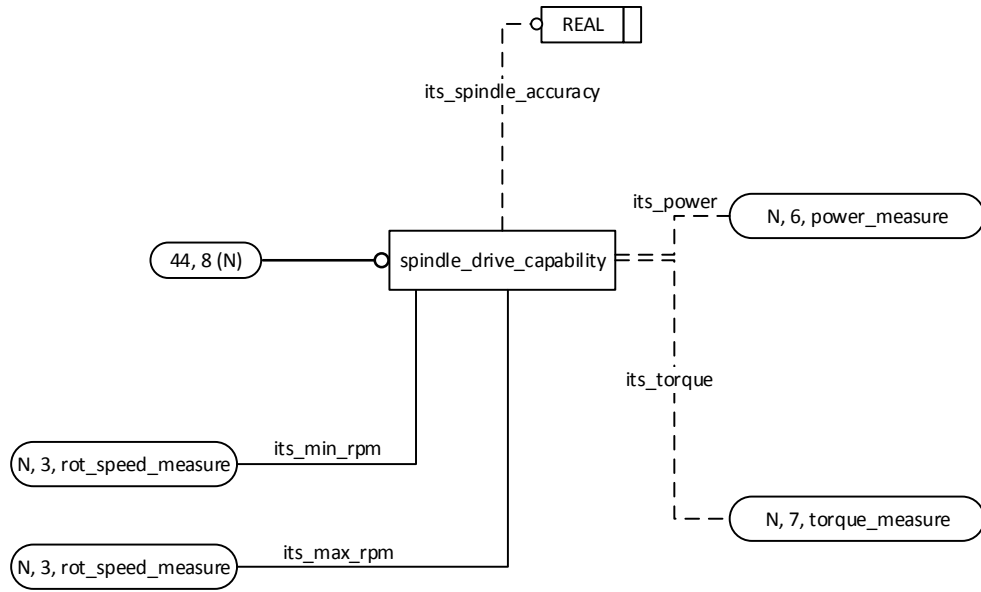 REAL
its_spindle_accuracy
its_power
N, 6, power_measure
44, 8 (N)
spindle_drive_capability
its_torque
its_min_rpm
N, 3, rot_speed_measure
N, 7, torque_measure
its_max_rpm
N, 3, rot_speed_measure